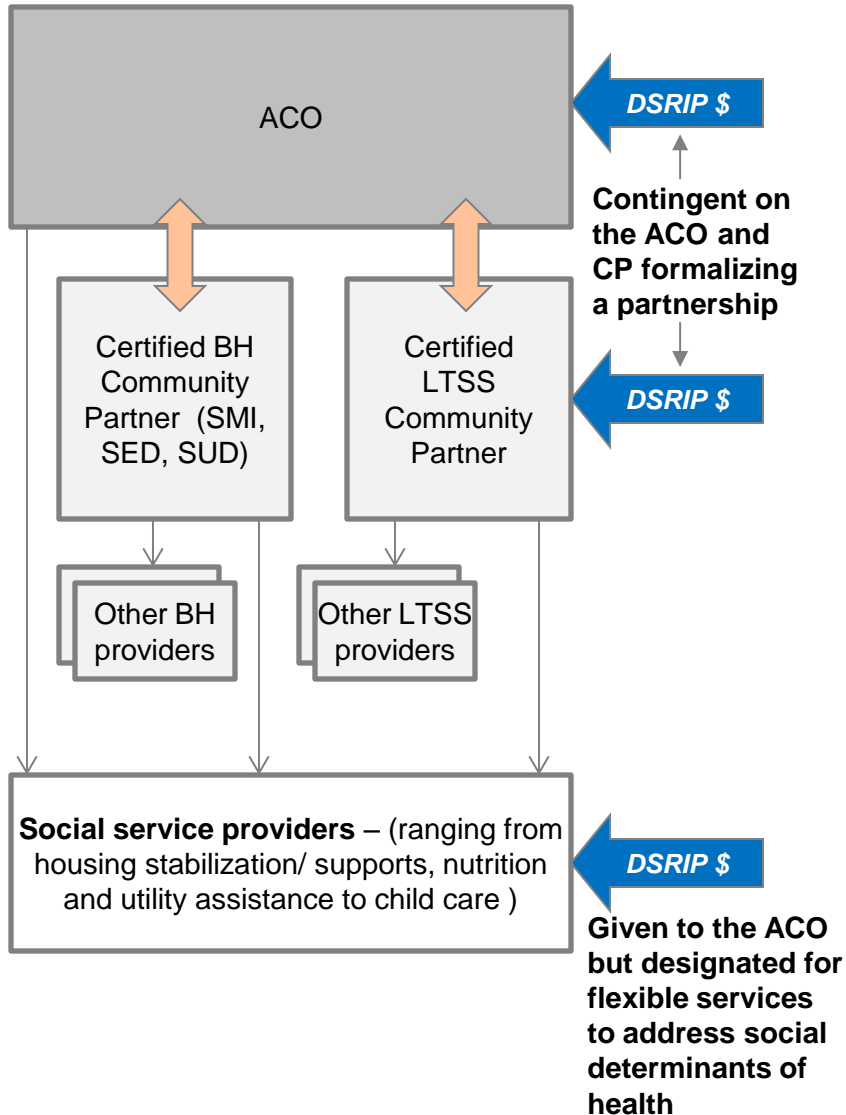 ACO
DSRIP $
Contingent on
the ACO and
CP formalizing
a partnership
Certified BH
Community
Partner (SMI,
SED, SUD)
Certified
LTSS
Community
Partner
DSRIP $
Other BH
providers
Other LTSS
providers
Social service providers – (ranging from
housing stabilization/ supports, nutrition
and utility assistance to child care )
DSRIP $
Given to the ACO
but designated for
flexible services
to address social
determinants of
health